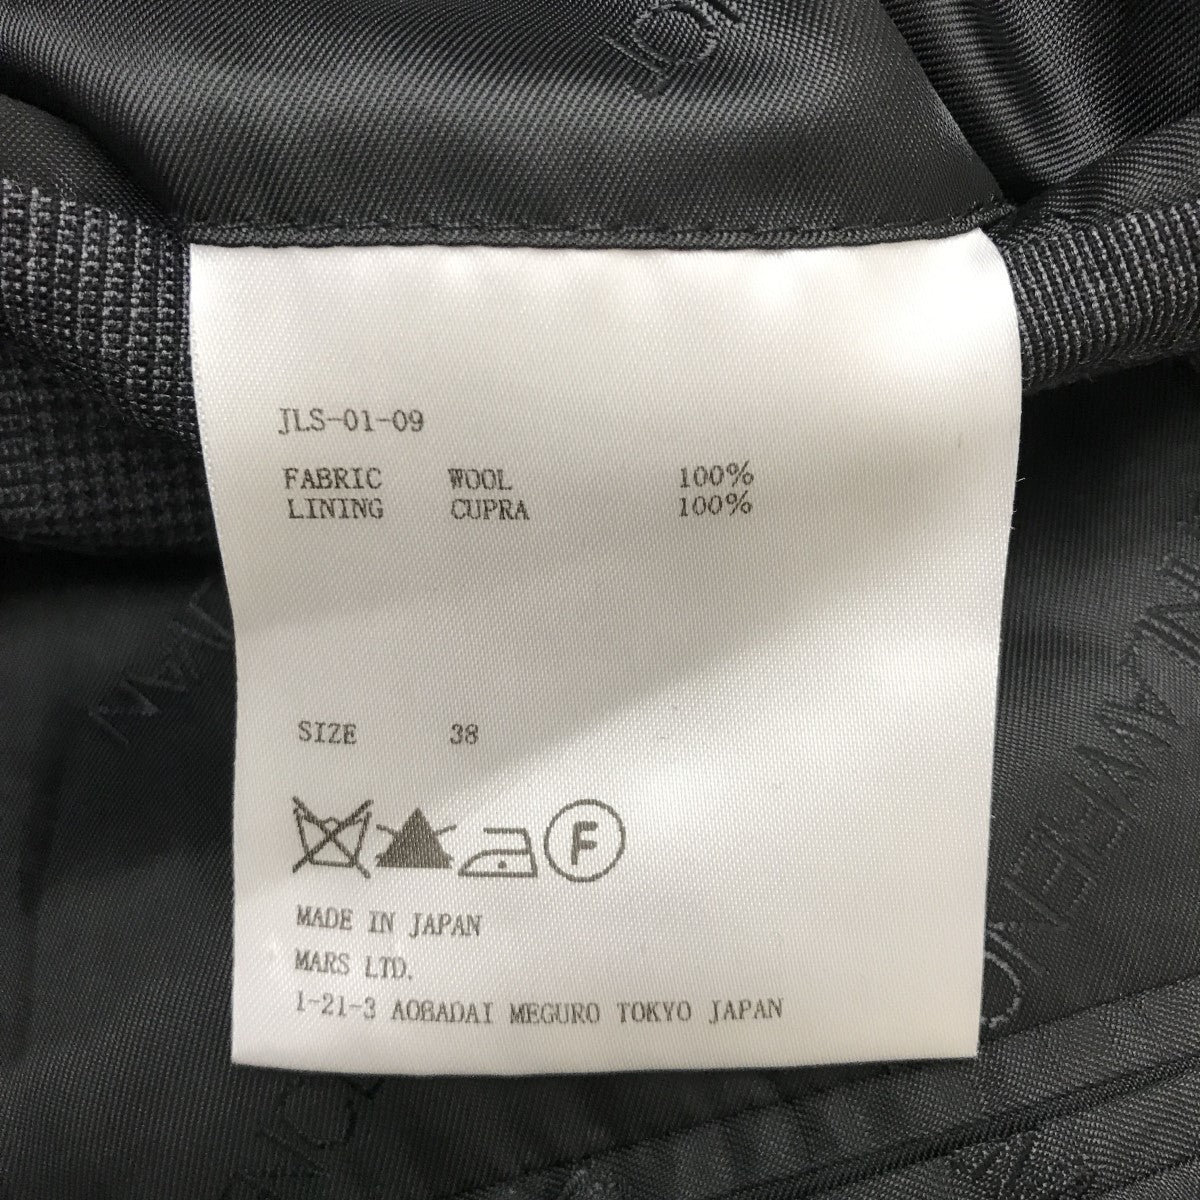 JLS-01-09
FABRIC WOOL 100%
LINING CUPRA 100%
SIZE 38
F
MADE IN JAPAN
MARS LTD.
1-21-3 AOBADAI MEGURO TOKYO JAPAN